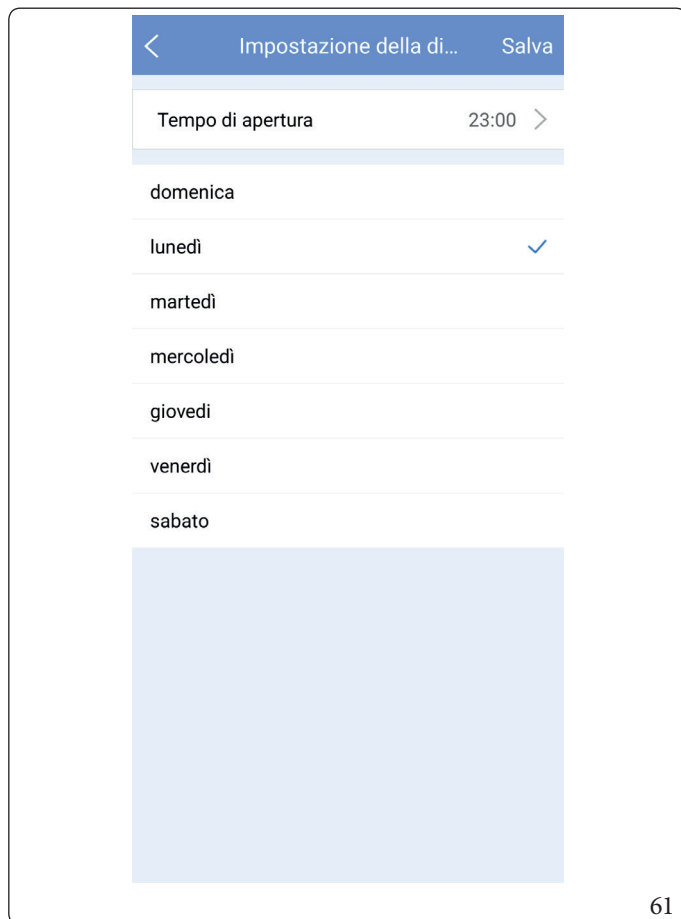 Impostazione della di... Salva
Tempo di apertura 23:00
domenica
lunedì
martedì
mercoledì
giovedi
venerdì
sabato
61